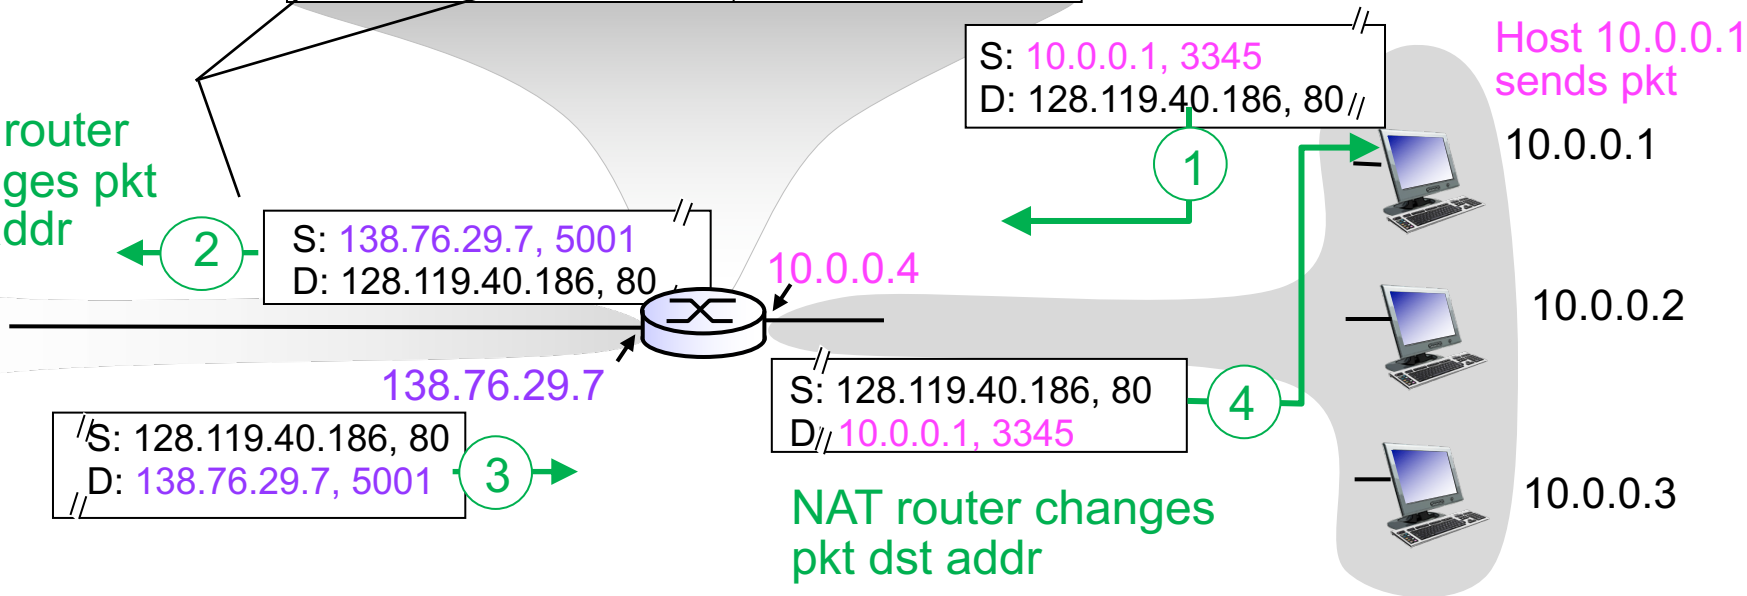 S: 10.0.0.1, 3345
D: 128.119.40.186, 80
Host 10.0.0.1
sends pkt
1
10.0.0.1
router
ges pkt
ddr
2
S: 138.76.29.7, 5001
D: 128.119.40.186, 80
10.0.0.4
10.0.0.2
138.76.29.7
S: 128.119.40.186, 80
D: 10.0.0.1, 3345
4
S: 128.119.40.186, 80
D: 138.76.29.7, 5001
3
NAT router changes
pkt dst addr
10.0.0.3